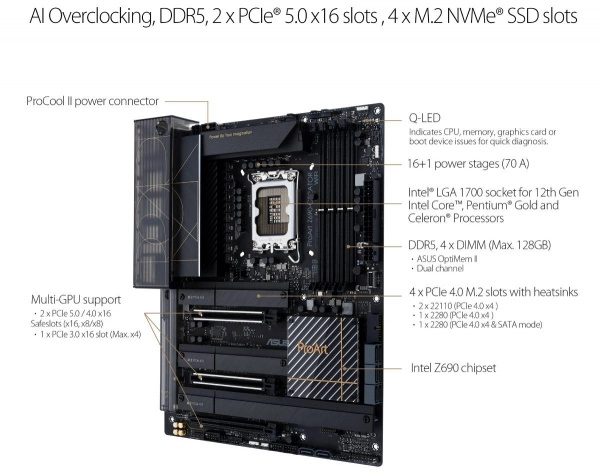 AI Overclocking, DDR5, 2 x PCIe® 5.0 x16 slots , 4 x M.2 NVMe® SSD slots
ProCool II power connector
Q-LED
Indicates CPU, memory, graphics card or
boot device issues for quick diagnosis.
16+1 power stages (70 A)
Intel® LGA 1700 socket for 12th Gen
Intel Core™, Pentium® Gold and
Celeron® Processors
DDR5, 4 x DIMM (Max. 128GB)
・ ASUS OptiMem II
・ Dual channel
4 x PCIe 4.0 M.2 slots with heatsinks
・ 2 x 22110 (PCIe 4.0 x4 )
・ 1 x 2280 (PCIe 4.0 x4 )
・ 1 x 2280 (PCIe 4.0 x4 & SATA mode)
Multi-GPU support
・ 2 x PCIe 5.0 / 4.0 x16
Safeslots (x16, x8/x8)
・ 1 x PCIe 3.0 x16 slot (Max. x4)
Intel Z690 chipset
ProArt
ASUS